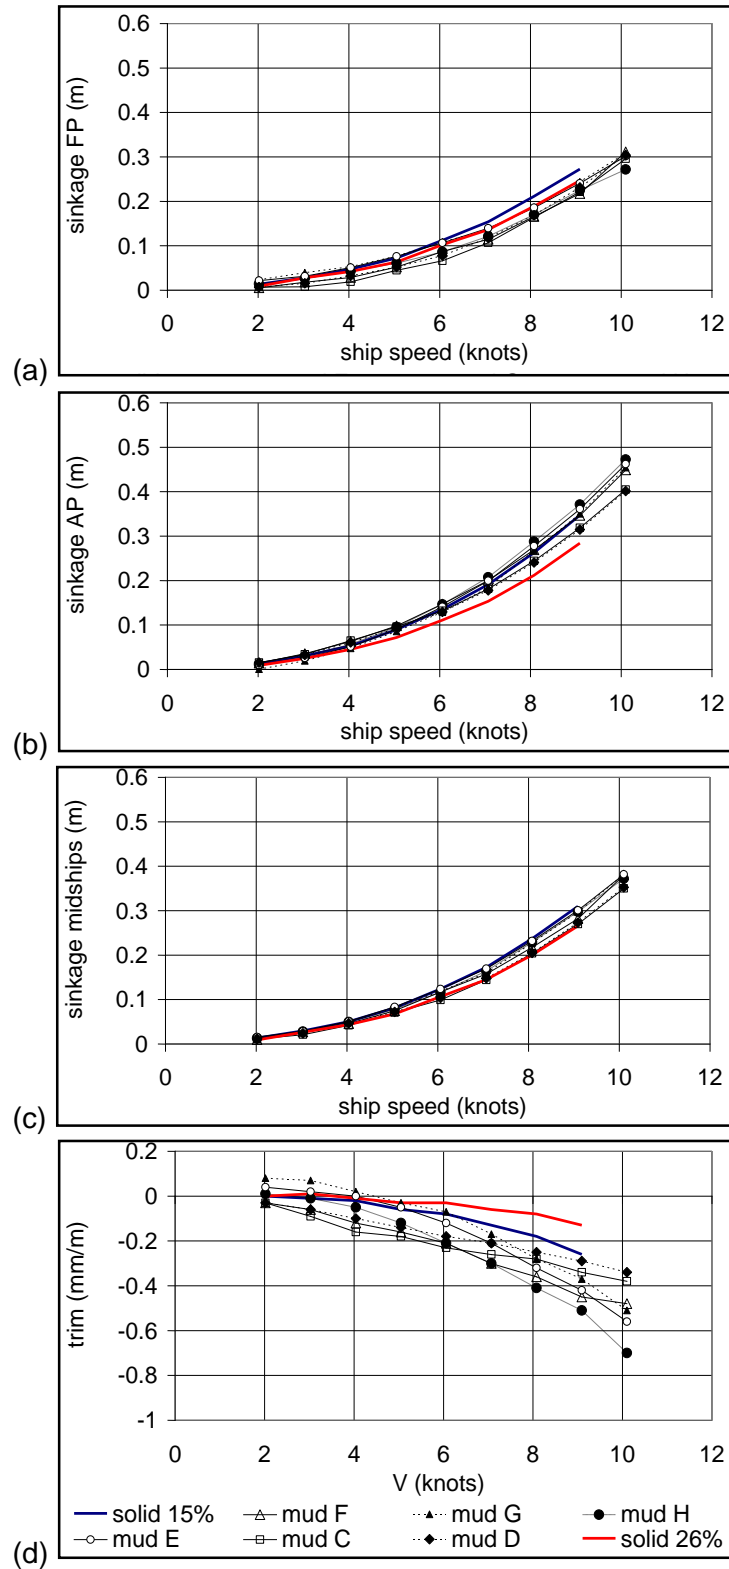 0.6
0.5
0.4
0.3
0.2
0.1
0
sinkage FP (m)
0 2 4 6 8 10 12
ship speed (knots)
(a)
0.6
0.5
0.4
0.3
0.2
0.1
0
sinkage AP (m)
0 2 4 6 8 10 12
ship speed (knots)
(b)
0.6
0.5
0.4
0.3
0.2
0.1
0
sinkage midships (m)
0 2 4 6 8 10 12
ship speed (knots)
(c)
0.2
0
-0.2
-0.4
-0.6
-0.8
-1
trim (mm/m)
0 2 4 6 8 10 12
V (knots)
solid 15% mud F mud G mud H
mud E mud C mud D solid 26%
(d)